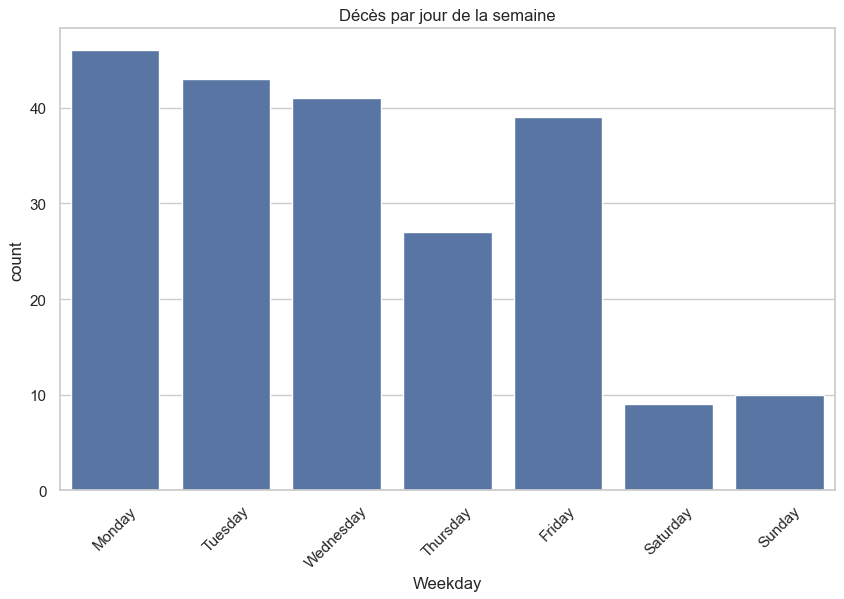 Décès par jour de la semaine
count
40
30
20
10
0
Monday
Tuesday
Wednesday
Thursday
Friday
Saturday
Sunday
Weekday